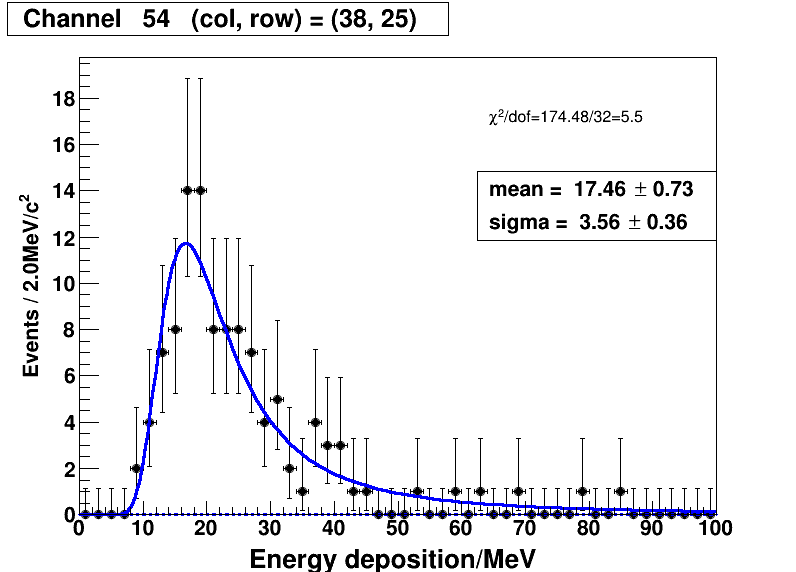 Channel 54 (col, row) = (38, 25)
χ²/dof=174.48/32=5.5
mean = 17.46 ± 0.73
sigma = 3.56 ± 0.36
Events / 2.0MeV/c²
18
16
14
12
10
8
6
4
2
0
0 10 20 30 40 50 60 70 80 90 100
Energy deposition/MeV